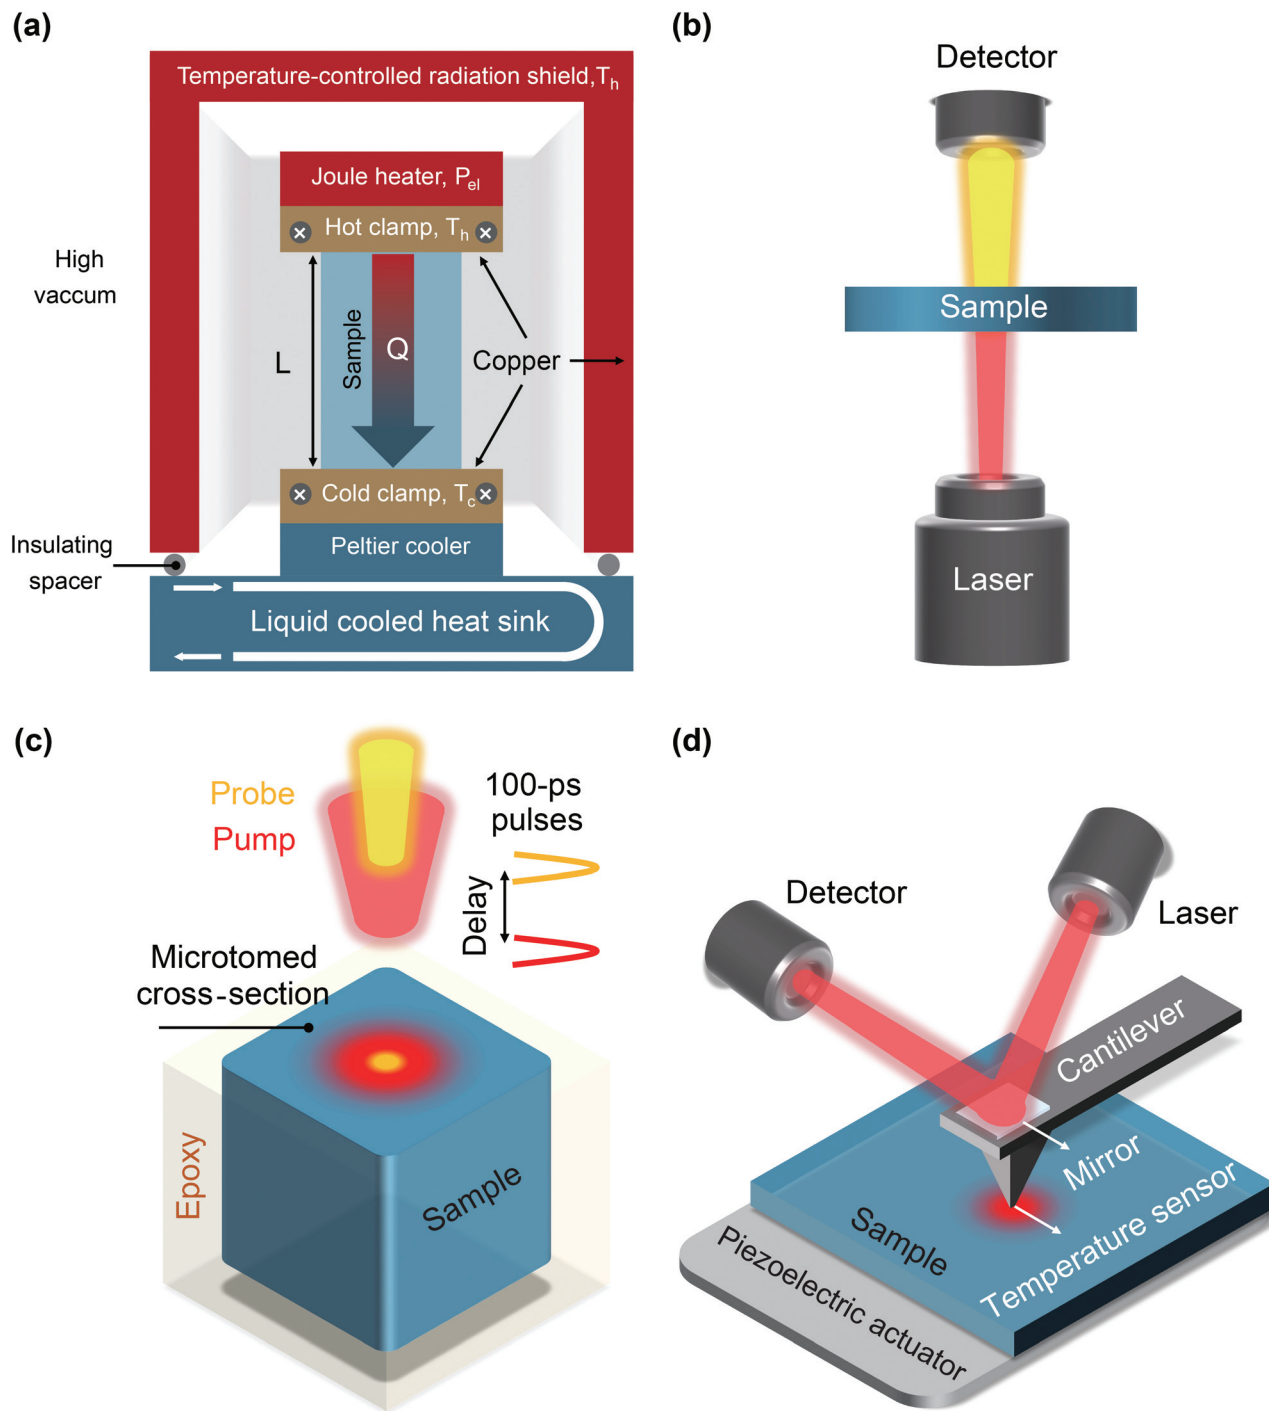 (a)
Temperature-controlled radiation shield,Th
Joule heater, Pel
Hot clamp, Th
High
vaccum
L
Sample
Q
Copper
Cold clamp, Tc
Peltier cooler
Insulating
spacer
Liquid cooled heat sink
(b)
Detector
Sample
Laser
(c)
Probe
Pump
100-ps
pulses
Delay
Microtomed
cross-section
Epoxy
Sample
(d)
Detector
Laser
Cantilever
Mirror
Temperature sensor
Sample
Piezoelectric actuator